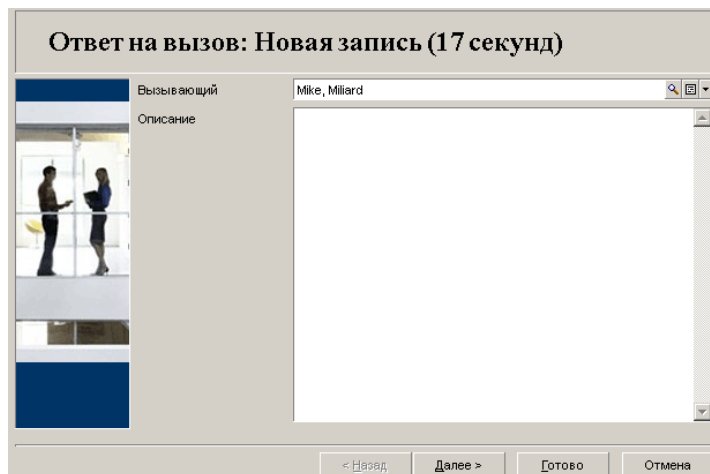 Ответ на вызов: Новая запись (17 секунд)
Вызывающий
Mike, Miliard
Описание
< Назад
Далее >
Готово
Отмена